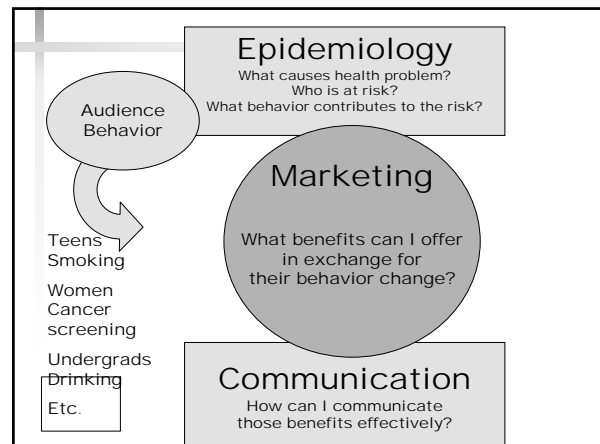 Epidemiology
What causes health problem?
Who is at risk?
What behavior contributes to the risk?
Audience
Behavior
Marketing
What benefits can I offer
in exchange for
their behavior change?
Teens
Smoking
Women
Cancer
screening
Undergrads
Drinking
Etc.
Communication
How can I communicate
those benefits effectively?